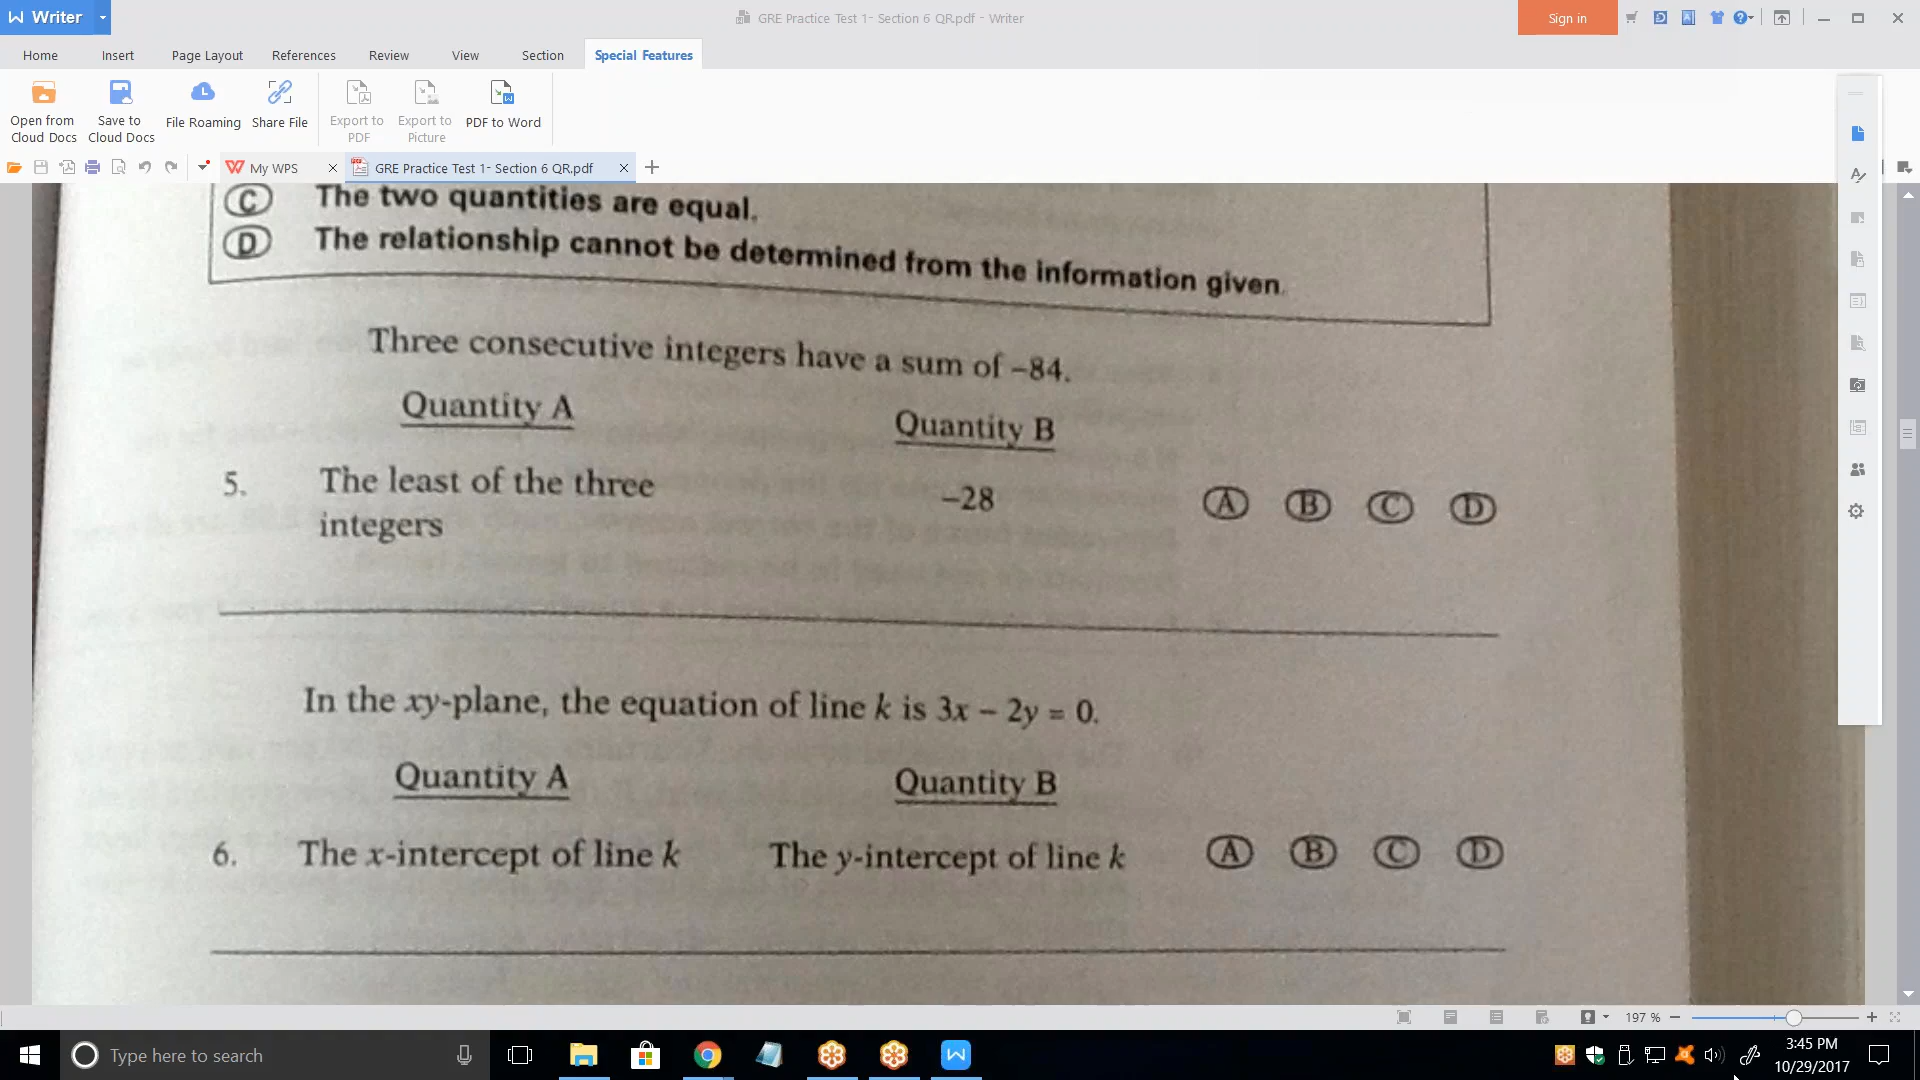 Writer
GRE Practice Test 1- Section 6 QR.pdf - Writer
Sign in
Home Insert Page Layout References Review View Section Special Features
Open from Cloud Docs
Save to Cloud Docs
File Roaming
Share File
Export to PDF
Export to Picture
PDF to Word
My WPS
GRE Practice Test 1- Section 6 QR.pdf
C The two quantities are equal.
D The relationship cannot be determined from the information given.
Three consecutive integers have a sum of –84.
Quantity A Quantity B
5. The least of the three –28 A B C D
integers
In the xy-plane, the equation of line k is 3x – 2y = 0.
Quantity A Quantity B
6. The x-intercept of line k The y-intercept of line k A B C D
197 %
Type here to search
3:45 PM
10/29/2017